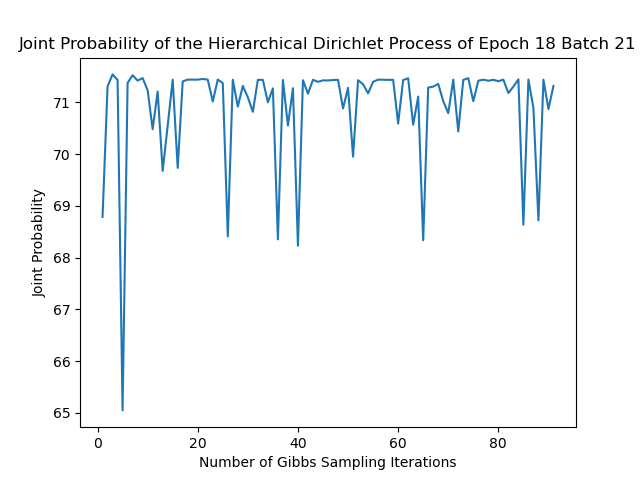 Joint Probability of the Hierarchical Dirichlet Process of Epoch 18 Batch 21
71
70
69
68
67
66
65
Joint Probability
0 20 40 60 80
Number of Gibbs Sampling Iterations